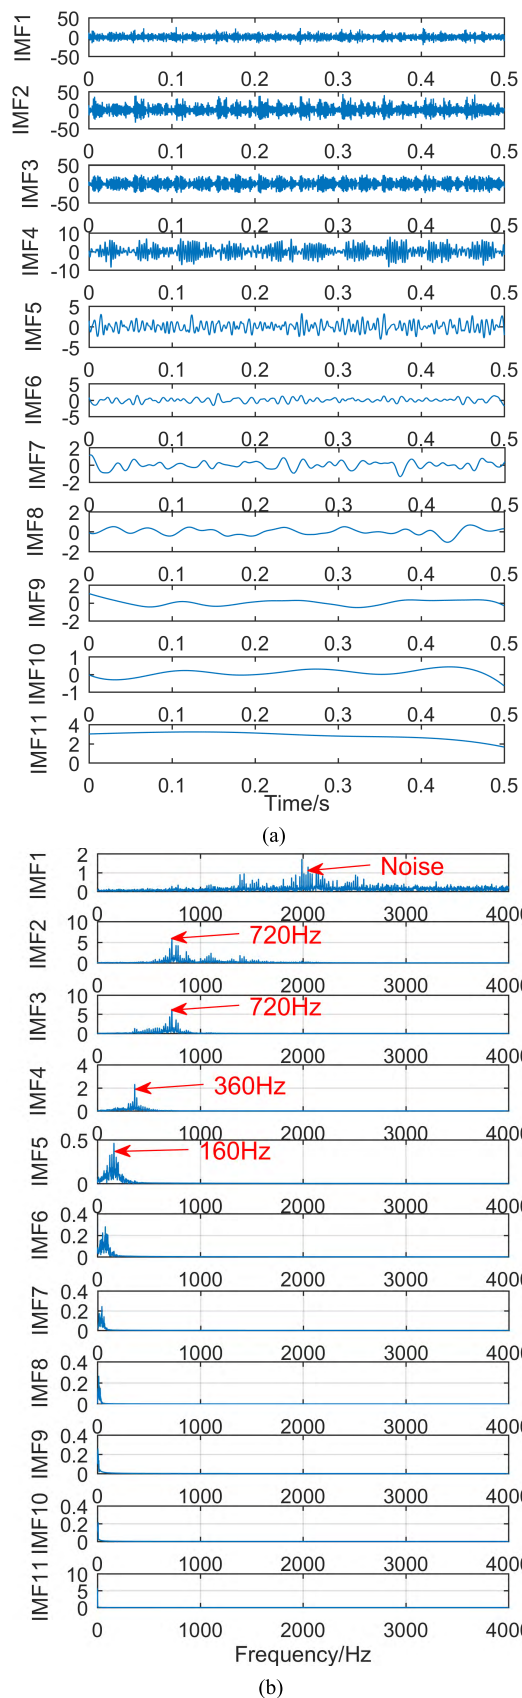 IMF1 50 0 -50
0 0.1 0.2 0.3 0.4 0.5
IMF2 50 0 -50
0 0.1 0.2 0.3 0.4 0.5
IMF3 50 0 -50
0 0.1 0.2 0.3 0.4 0.5
IMF4 10 0 -10
0 0.1 0.2 0.3 0.4 0.5
IMF5 5 0 -5
0 0.1 0.2 0.3 0.4 0.5
IMF6 5 0 -5
0 0.1 0.2 0.3 0.4 0.5
IMF7 2 0 -2
0 0.1 0.2 0.3 0.4 0.5
IMF8 2 0 -2
0 0.1 0.2 0.3 0.4 0.5
IMF9 2 0 -2
0 0.1 0.2 0.3 0.4 0.5
IMF10 1 0 -1
0 0.1 0.2 0.3 0.4 0.5
IMF11 4 2 0
0 0.1 0.2 0.3 0.4 0.5
Time/s
(a)
IMF1 2 1 0 Noise
0 1000 2000 3000 400
IMF2 10 5 0 720Hz
0 1000 2000 3000 400
IMF3 10 5 0 720Hz
0 1000 2000 3000 400
IMF4 4 2 0 360Hz
0 1000 2000 3000 400
IMF5 0.5 0 160Hz
0 1000 2000 3000 400
IMF6 0.4 0.2 0
0 1000 2000 3000 400
IMF7 0.4 0.2 0
0 1000 2000 3000 400
IMF8 0.4 0.2 0
0 1000 2000 3000 400
IMF9 0.4 0.2 0
0 1000 2000 3000 400
IMF10 0.4 0.2 0
0 1000 2000 3000 400
IMF11 10 5 0
0 1000 2000 3000 400
Frequency/Hz
(b)